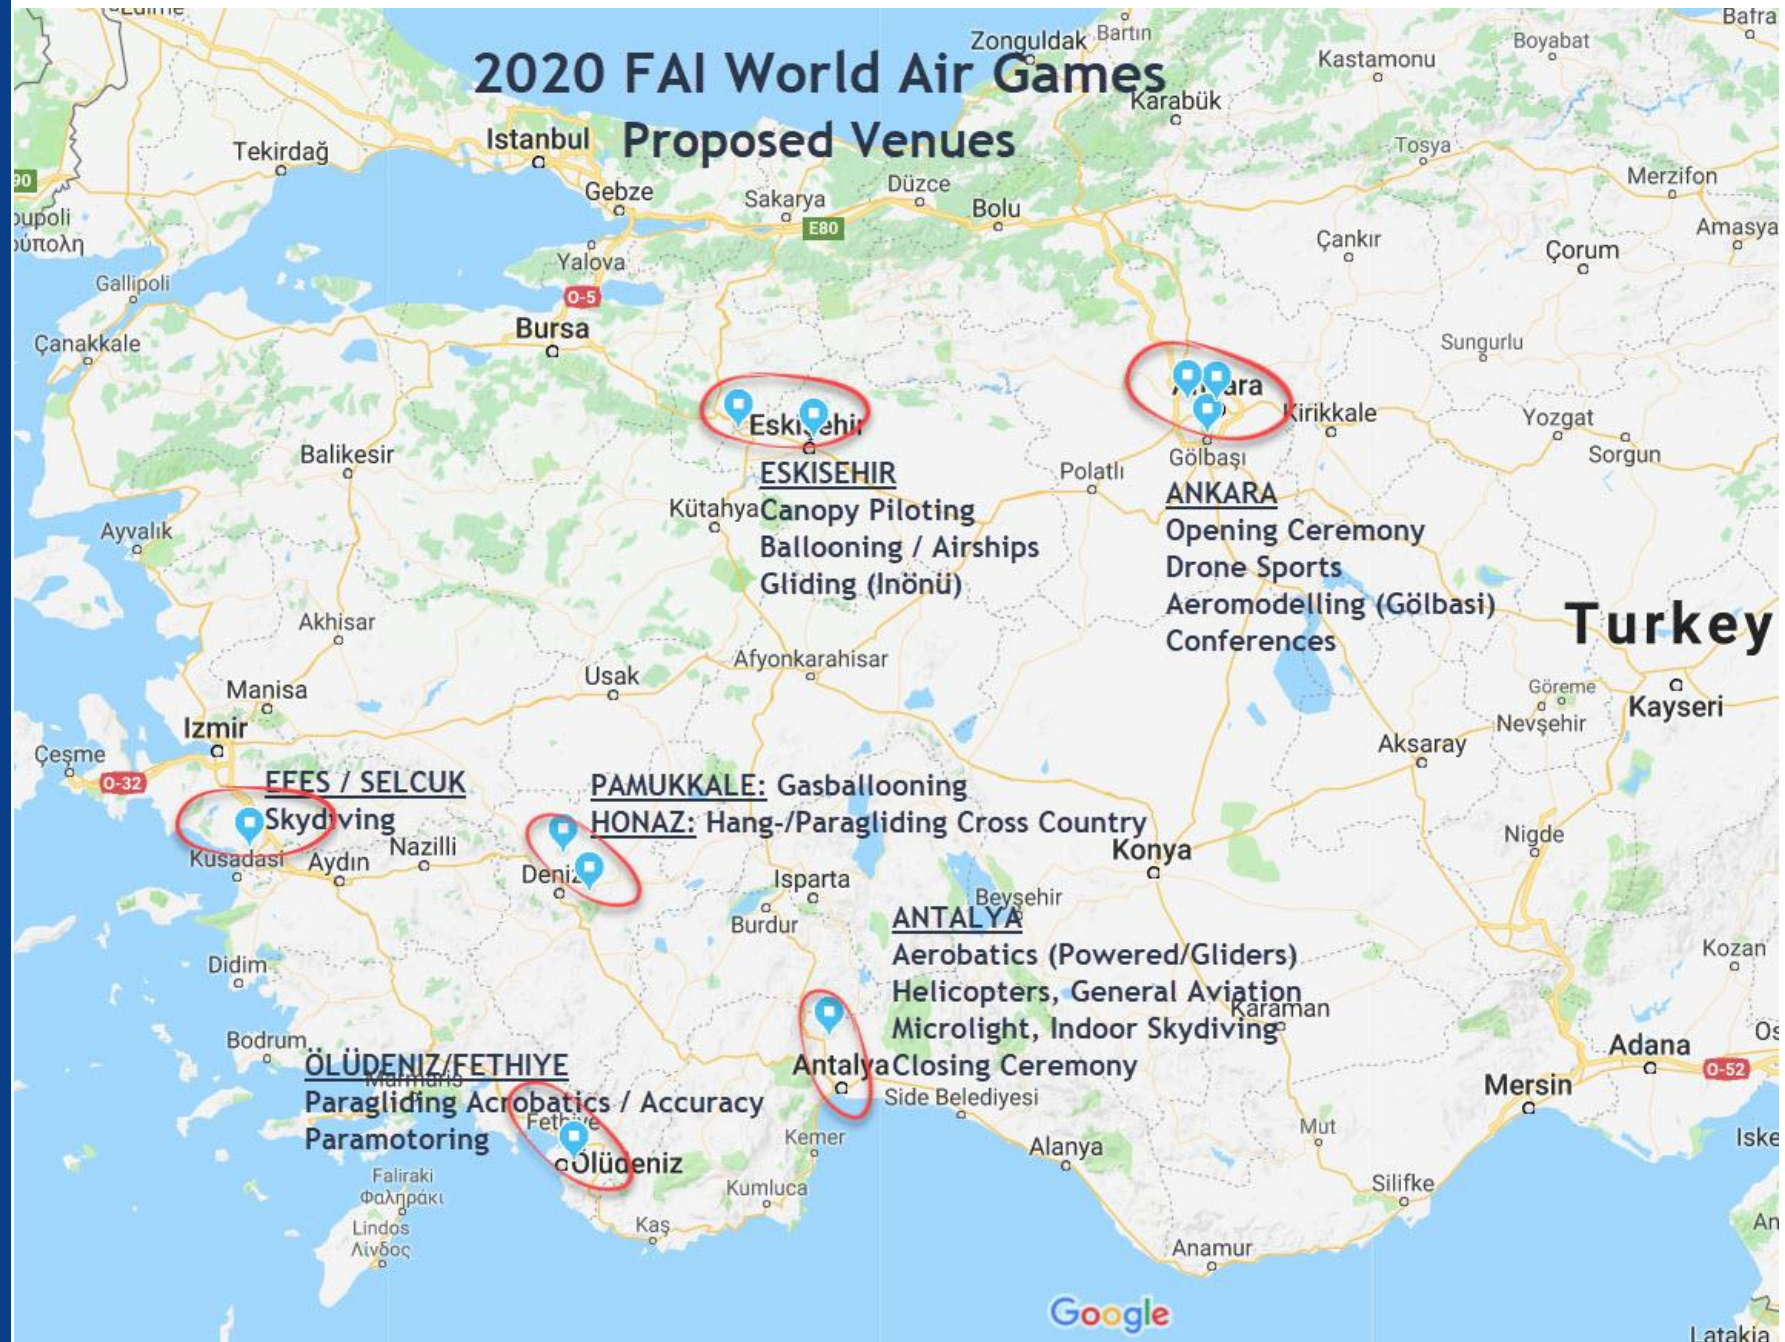 2020 FAI World Air Games
Proposed Venues
Zonguldak
Bartın
Bafra
Boyabat
Kastamonu
Karabük
Istanbul
Tekirdağ
Tosya
Merzifon
Gebze
Sakarya
Düzce
Bolu
90
E80
Amasya
Çankır
Çorum
ύπολη
Yalova
Gallipoli
O-5
Bursa
Çanakkale
Sungurlu
Eskişehir
Kirikkale
Yozgat
Sorgun
Balikesir
Polatlı
Gölbaşı
ESKISEHIR
Canopy Piloting
Ballooning / Airships
Gliding (Inönü)
Kütahya
ANKARA
Opening Ceremony
Drone Sports
Aeromodelling (Gölbasi)
Conferences
Ayvalık
Turkey
Akhisar
Afyonkarahisar
Usak
Manisa
Göreme
Nevşehir
Kayseri
Izmir
Aksaray
Çeşme
O-32
EFES / SELCUK
Skydiving
PAMUKKALE: Gasballooning
HONAZ: Hang-/Paragliding Cross Country
Kusadasi
Aydın
Nazilli
Konya
Nigde
Isparta
Burdur
Beyşehir
ANTALYA
Aerobatics (Powered/Gliders)
Helicopters, General Aviation
Microlight, Indoor Skydiving
Closing Ceremony
Didim
Kozan
Karaman
Bodrum
Antalya
Adana
O-52
Mersin
ÖLÜDENIZ/FETHIYE
Paragliding Acrobatics / Accuracy
Paramotoring
Marmaris
Fethiye
Ölüdeniz
Side Belediyesi
Kemer
Alanya
Mut
Silifke
Faliraki
Φαληράκι
Lindos
Λίνδος
Kumluca
Kaş
Anamur
Google
Latakia